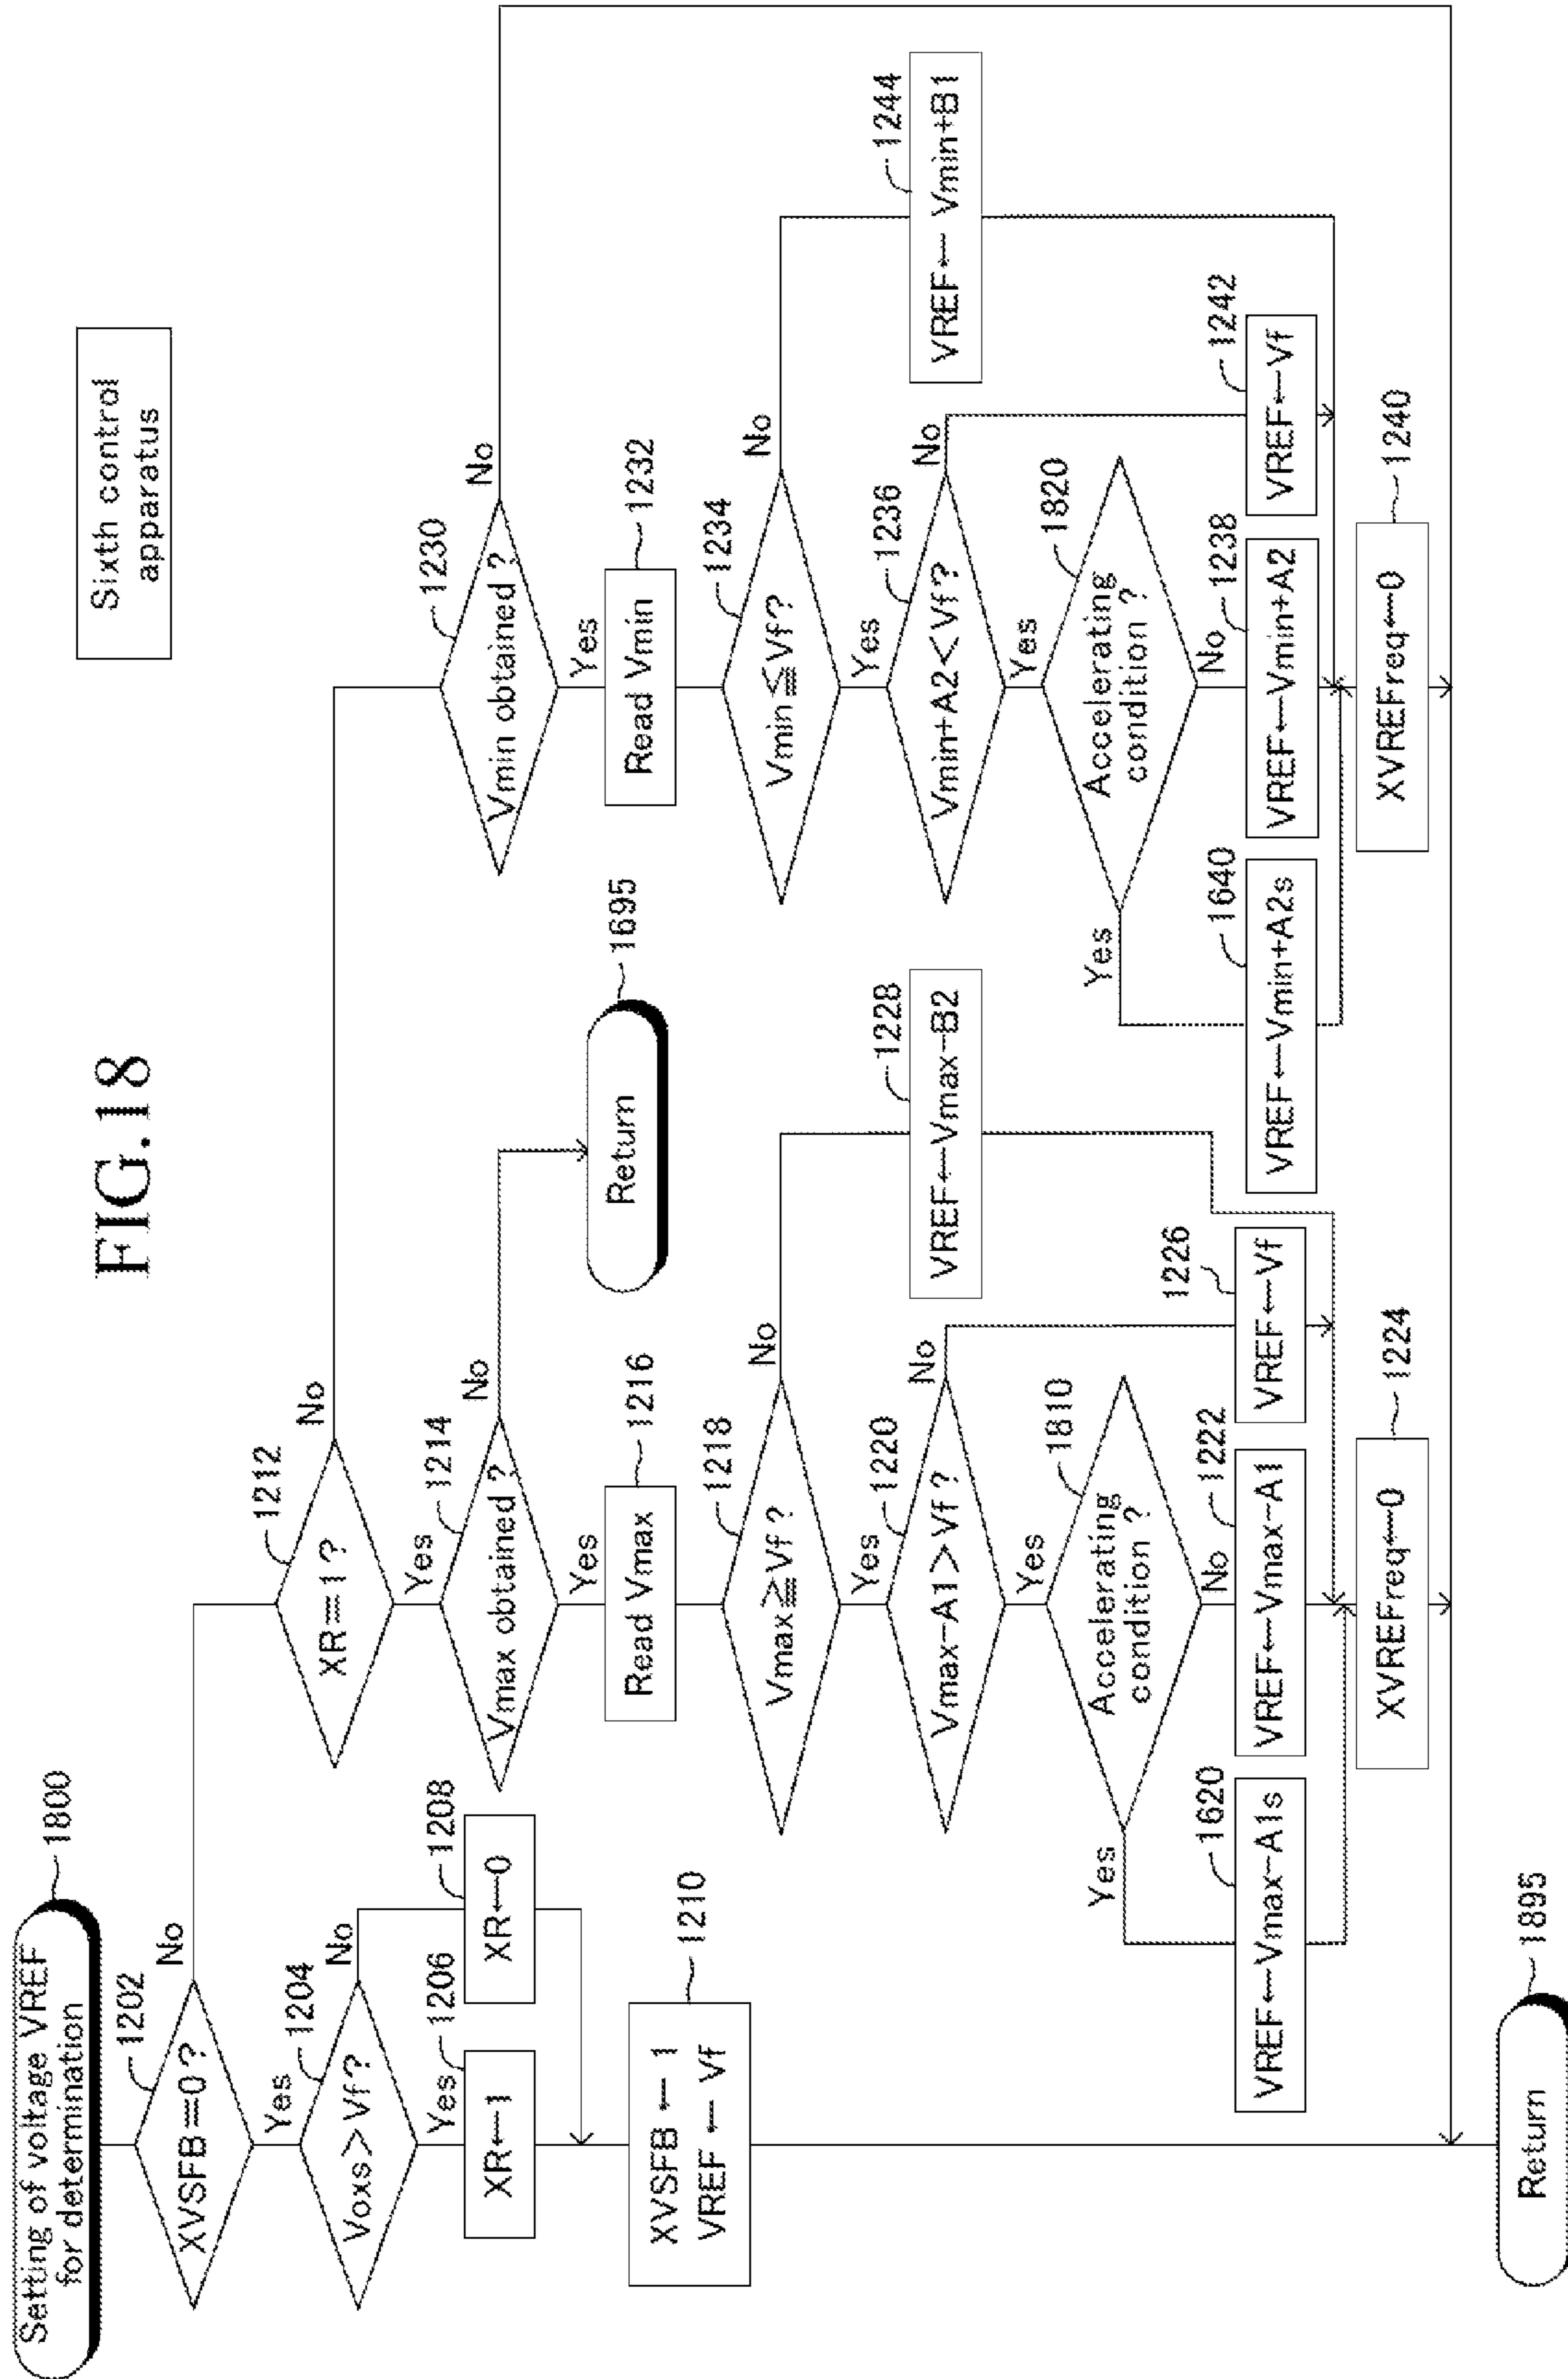 FIG.18
Sixth control
apparatus
Setting of voltage VREF
for determination
1800
1202
XVSFB=0?
No
Yes
1204
Voxs>Vf?
No
Yes
1206
XR←1
1208
XR←0
1210
XVSFB ← 1
VREF ← Vf
1212
XR=1?
No
Yes
1214
Vmax obtained ?
No
Return
1695
Yes
1216
Read Vmax
1218
Vmax≧Vf?
No
1228
VREF←Vmax-B2
Yes
1220
Vmax-A1>Vf?
No
1226
VREF←Vf
Yes
1810
Accelerating
condition ?
Yes
1620
VREF←Vmax-A1s
No
1222
VREF←Vmax-A1
1224
XVREFreq←0
1230
Vmin obtained ?
No
Yes
1232
Read Vmin
1234
Vmin≦Vf?
No
1244
VREF← Vmin+B1
Yes
1236
Vmin+A2<Vf?
No
1242
VREF←Vf
Yes
1820
Accelerating
condition ?
Yes
1640
VREF←Vmin+A2s
No
1238
VREF←Vmin+A2
1240
XVREFreq←0
Return
1895